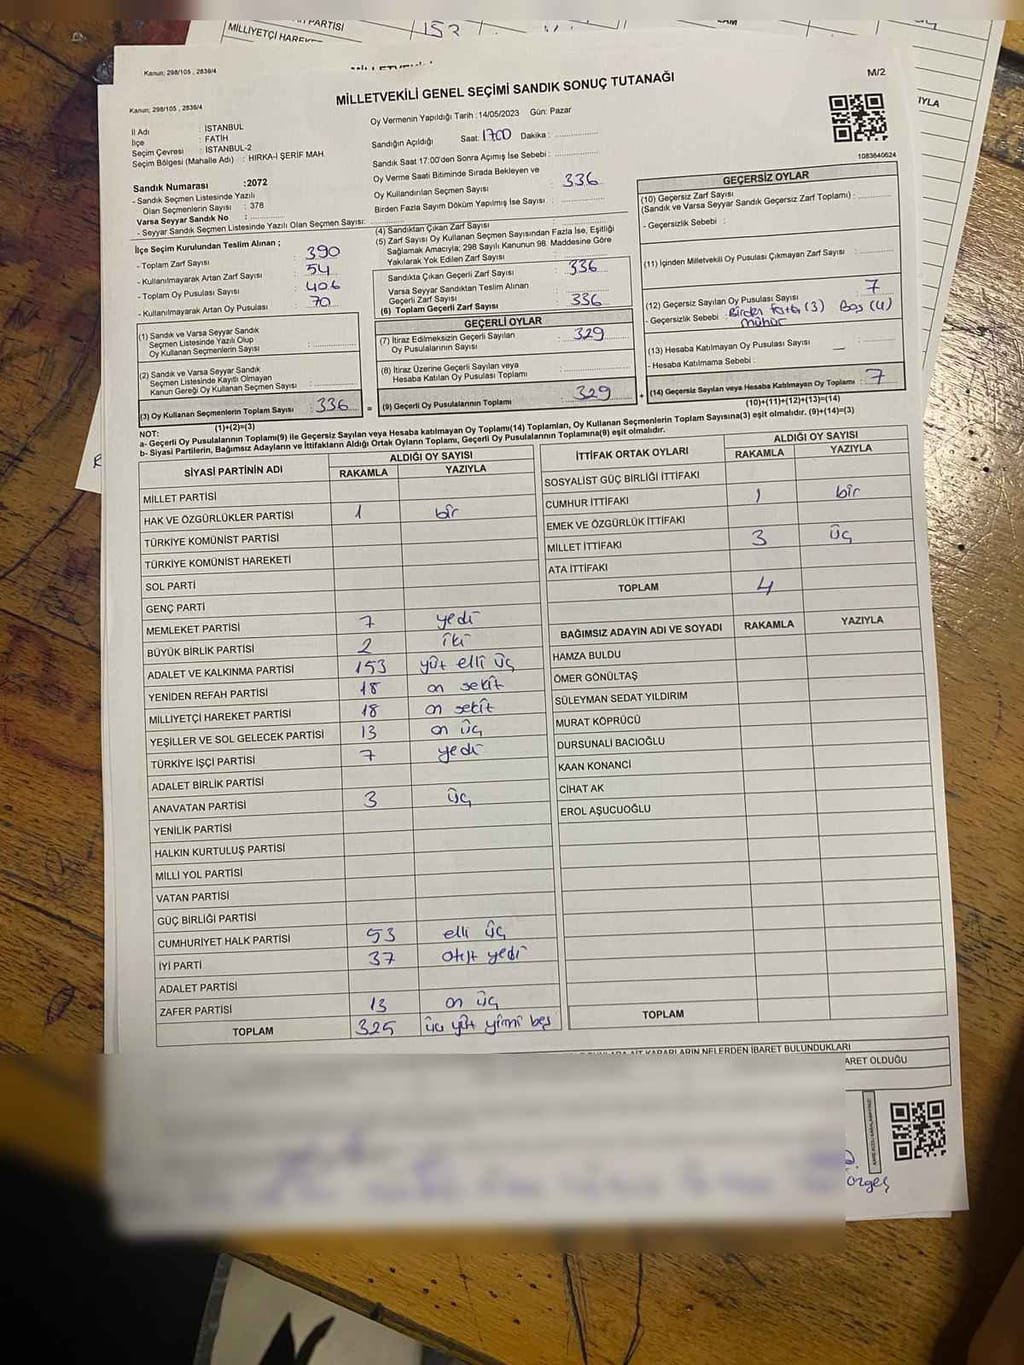 PARTİSİ
MİLLİYETÇİ HAREK
152
Kanun; 298/105 , 2839/4
YLA
Kanun; 298/105 , 2839/4
MİLLETVEKİLİ GENEL SEÇİMİ SANDIK SONUÇ TUTANAĞI
M/2
İl Adı : İSTANBUL
İlçe : FATİH
Seçim Çevresi : İSTANBUL-2
Seçim Bölgesi (Mahalle Adı) : HIRKA-İ ŞERİF MAH.
Oy Vermenin Yapıldığı Tarih :14/05/2023 Gün: Pazar
Sandığın Açıldığı Saat: 1700 Dakika :
Sandık Saat 17:00'den Sonra Açımış İse Sebebi :
Oy Verme Saati Bitiminde Sırada Bekleyen ve
Oy Kullandırılan Seçmen Sayısı : 336
Birden Fazla Sayım Döküm Yapılmış İse Sayısı :
1083640624
Sandık Numarası :2072
- Sandık Seçmen Listesinde Yazılı
Olan Seçmenlerin Sayısı : 378
Varsa Seyyar Sandık No :
- Seyyar Sandık Seçmen Listesinde Yazılı Olan Seçmen Sayısı:
İlçe Seçim Kurulundan Teslim Alınan ;
- Toplam Zarf Sayısı : 390
- Kullanılmayarak Artan Zarf Sayısı : 54
- Toplam Oy Pusulası Sayısı : 406
- Kullanılmayarak Artan Oy Pusulası : 70
(1) Sandık ve Varsa Seyyar Sandık
Seçmen Listesinde Yazılı Olup
Oy Kullanan Seçmenlerin Sayısı :
(2) Sandık ve Varsa Seyyar Sandık
Seçmen Listesinde Kayıtlı Olmayan
Kanun Gereği Oy Kullanan Seçmen Sayısı :
(3) Oy Kullanan Seçmenlerin Toplam Sayısı : 336 =
(1)+(2)=(3)
(4) Sandıktan Çıkan Zarf Sayısı :
(5) Zarf Sayısı Oy Kullanan Seçmen Sayısından Fazla İse, Eşitliği
Sağlamak Amacıyla; 298 Sayılı Kanunun 98. Maddesine Göre
Yakılarak Yok Edilen Zarf Sayısı :
Sandıkta Çıkan Geçerli Zarf Sayısı : 336
Varsa Seyyar Sandıktan Teslim Alınan
Geçerli Zarf Sayısı :
(6) Toplam Geçerli Zarf Sayısı : 336
GEÇERLİ OYLAR
(7) İtiraz Edilmeksizin Geçerli Sayılan
Oy Pusulalarının Sayısı : 329
(8) İtiraz Üzerine Geçerli Sayılan veya
Hesaba Katılan Oy Pusulası Toplamı :
(9) Geçerli Oy Pusulalarının Toplamı : 329 +
GEÇERSİZ OYLAR
(10) Geçersiz Zarf Sayısı
(Sandık ve Varsa Seyyar Sandık Geçersiz Zarf Toplamı) :
- Geçersizlik Sebebi :
(11) İçinden Milletvekili Oy Pusulası Çıkmayan Zarf Sayısı :
(12) Geçersiz Sayılan Oy Pusulası Sayısı : 7
- Geçersizlik Sebebi : Birden fazla (3) Boş (4)
mühür
(13) Hesaba Katılmayan Oy Pusulası Sayısı : —
- Hesaba Katılmama Sebebi :
(14) Geçersiz Sayılan veya Hesaba Katılmayan Oy Toplamı : 7
(10)+(11)+(12)+(13)=(14)
NOT:
a- Geçerli Oy Pusulaları Toplamı(9) ile Geçersiz Sayılan veya Hesaba katılmayan Oy Toplamı(14) Toplamları, Oy Kullanan Seçmenlerin Toplam Sayısına(3) eşit olmalıdır. (9)+(14)=(3)
b- Siyasi Partilerin, Bağımsız Adayların ve İttifakların Aldığı Ortak Oyların Toplamı, Geçerli Oy Pusulalarının Toplamına(9) eşit olmalıdır.
SİYASİ PARTİNİN ADI ALDIĞI OY SAYISI
RAKAMLA YAZIYLA
MİLLET PARTİSİ
HAK VE ÖZGÜRLÜKLER PARTİSİ 1 bir
TÜRKİYE KOMÜNİST PARTİSİ
TÜRKİYE KOMÜNİST HAREKETİ
SOL PARTİ
GENÇ PARTİ
MEMLEKET PARTİSİ 7 yedi
BÜYÜK BİRLİK PARTİSİ 2 iki
ADALET VE KALKINMA PARTİSİ 153 yüz elli üç
YENİDEN REFAH PARTİSİ 18 on sekiz
MİLLİYETÇİ HAREKET PARTİSİ 18 on sekiz
YEŞİLLER VE SOL GELECEK PARTİSİ 13 on üç
TÜRKİYE İŞÇİ PARTİSİ 7 yedi
ADALET BİRLİK PARTİSİ
ANAVATAN PARTİSİ 3 üç
YENİLİK PARTİSİ
HALKIN KURTULUŞ PARTİSİ
MİLLİ YOL PARTİSİ
VATAN PARTİSİ
GÜÇ BİRLİĞİ PARTİSİ
CUMHURİYET HALK PARTİSİ 53 elli üç
İYİ PARTİ 37 otuz yedi
ADALET PARTİSİ
ZAFER PARTİSİ 13 on üç
TOPLAM 325 üç yüz yirmi beş
İTTİFAK ORTAK OYLARI ALDIĞI OY SAYISI
RAKAMLA YAZIYLA
SOSYALİST GÜÇ BİRLİĞİ İTTİFAKI
CUMHUR İTTİFAKI 1 bir
EMEK VE ÖZGÜRLÜK İTTİFAKI
MİLLET İTTİFAKI 3 üç
ATA İTTİFAKI
TOPLAM 4
BAĞIMSIZ ADAYIN ADI VE SOYADI RAKAMLA YAZIYLA
HAMZA BULDU
ÖMER GÖNÜLTAŞ
SÜLEYMAN SEDAT YILDIRIM
MURAT KÖPRÜCÜ
DURSUNALİ BACIOĞLU
KAAN KONANCİ
CİHAT AK
EROL AŞUCUOĞLU
TOPLAM
KARARLARIN NELERDEN İBARET BULUNDUKLARI
ARET OLDUĞU